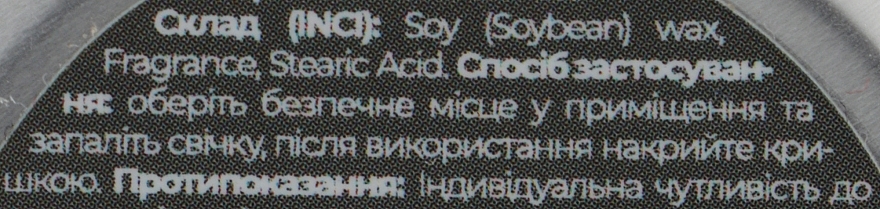 Склад (INCI): Soy (Soybean) wax,
Fragrance, Stearic Acid. Спосіб застосуван-
ня: оберіть безпечне місце у приміщення та
запаліть свічку, після використання накрийте кри-
шкою. Протипоказання: Індивідуальна чутливість до